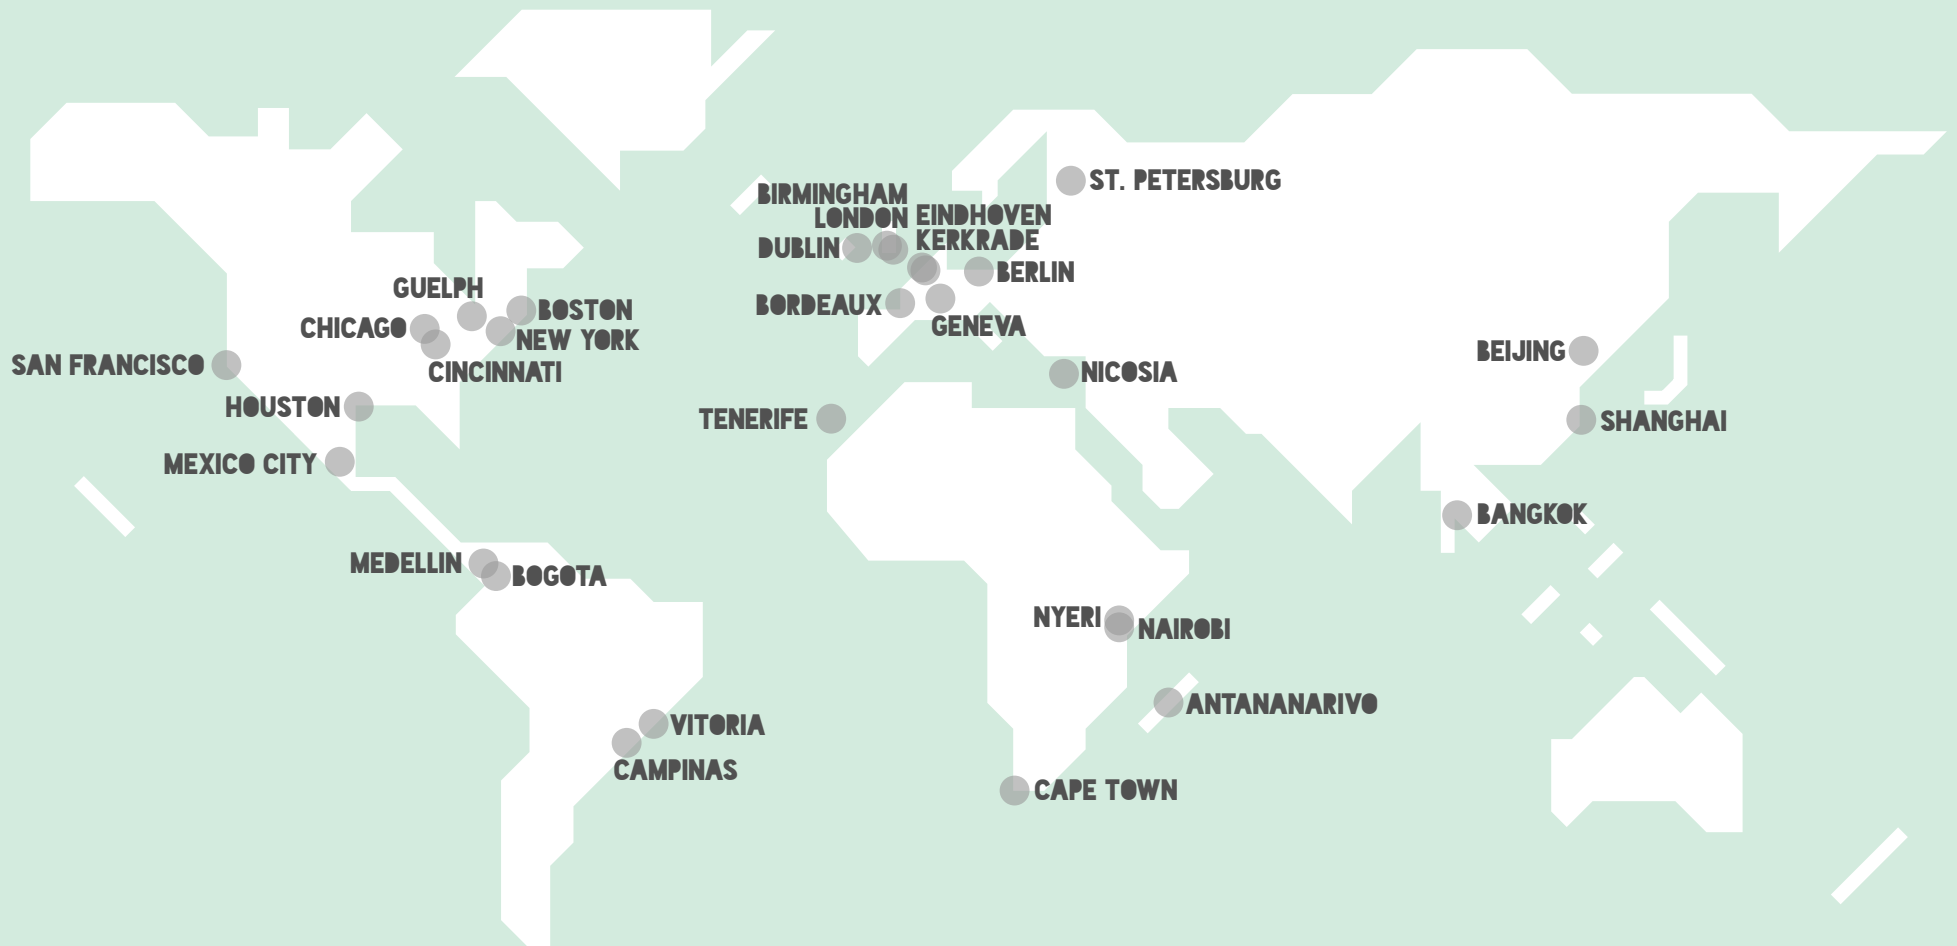 ST. PETERSBURG
BIRMINGHAM
LONDON
EINDHOVEN
KERKRADE
DUBLIN
BERLIN
GUELPH
BORDEAUX
BOSTON
GENEVA
CHICAGO
NEW YORK
BEIJING
SAN FRANCISCO
CINCINNATI
NICOSIA
HOUSTON
TENERIFE
SHANGHAI
MEXICO CITY
BANGKOK
MEDELLIN
BOGOTA
NYERI
NAIROBI
ANTANANARIVO
VITORIA
CAMPINAS
CAPE TOWN